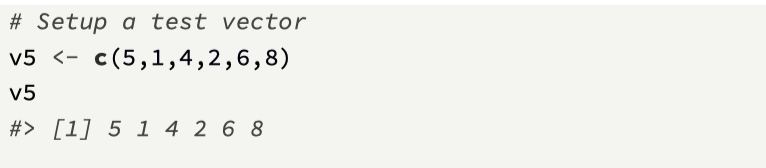 # Setup a test vector
v5 <- c(5,1,4,2,6,8)
v5
#> [1] 5 1 4 2 6 8